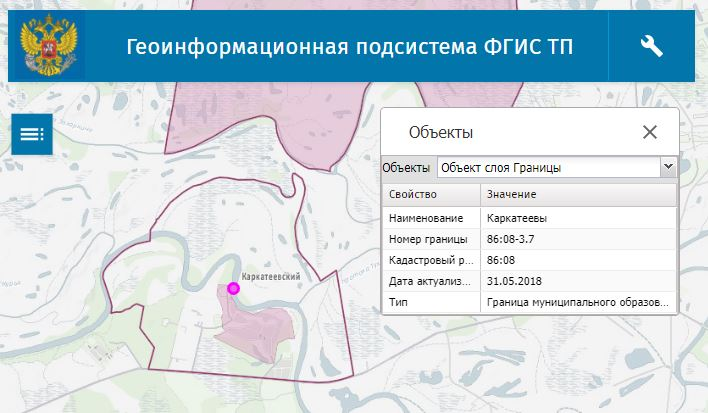 Геоинформационная подсистема ФГИС ТП
Объекты
Объекты Объект слоя Границы
Свойство Значение
Наименование Каркатеевы
Номер границы 86:08-3.7
Кадастровый р... 86:08
Дата актуализ... 31.05.2018
Тип Граница муниципального образов...
Каркатеевский